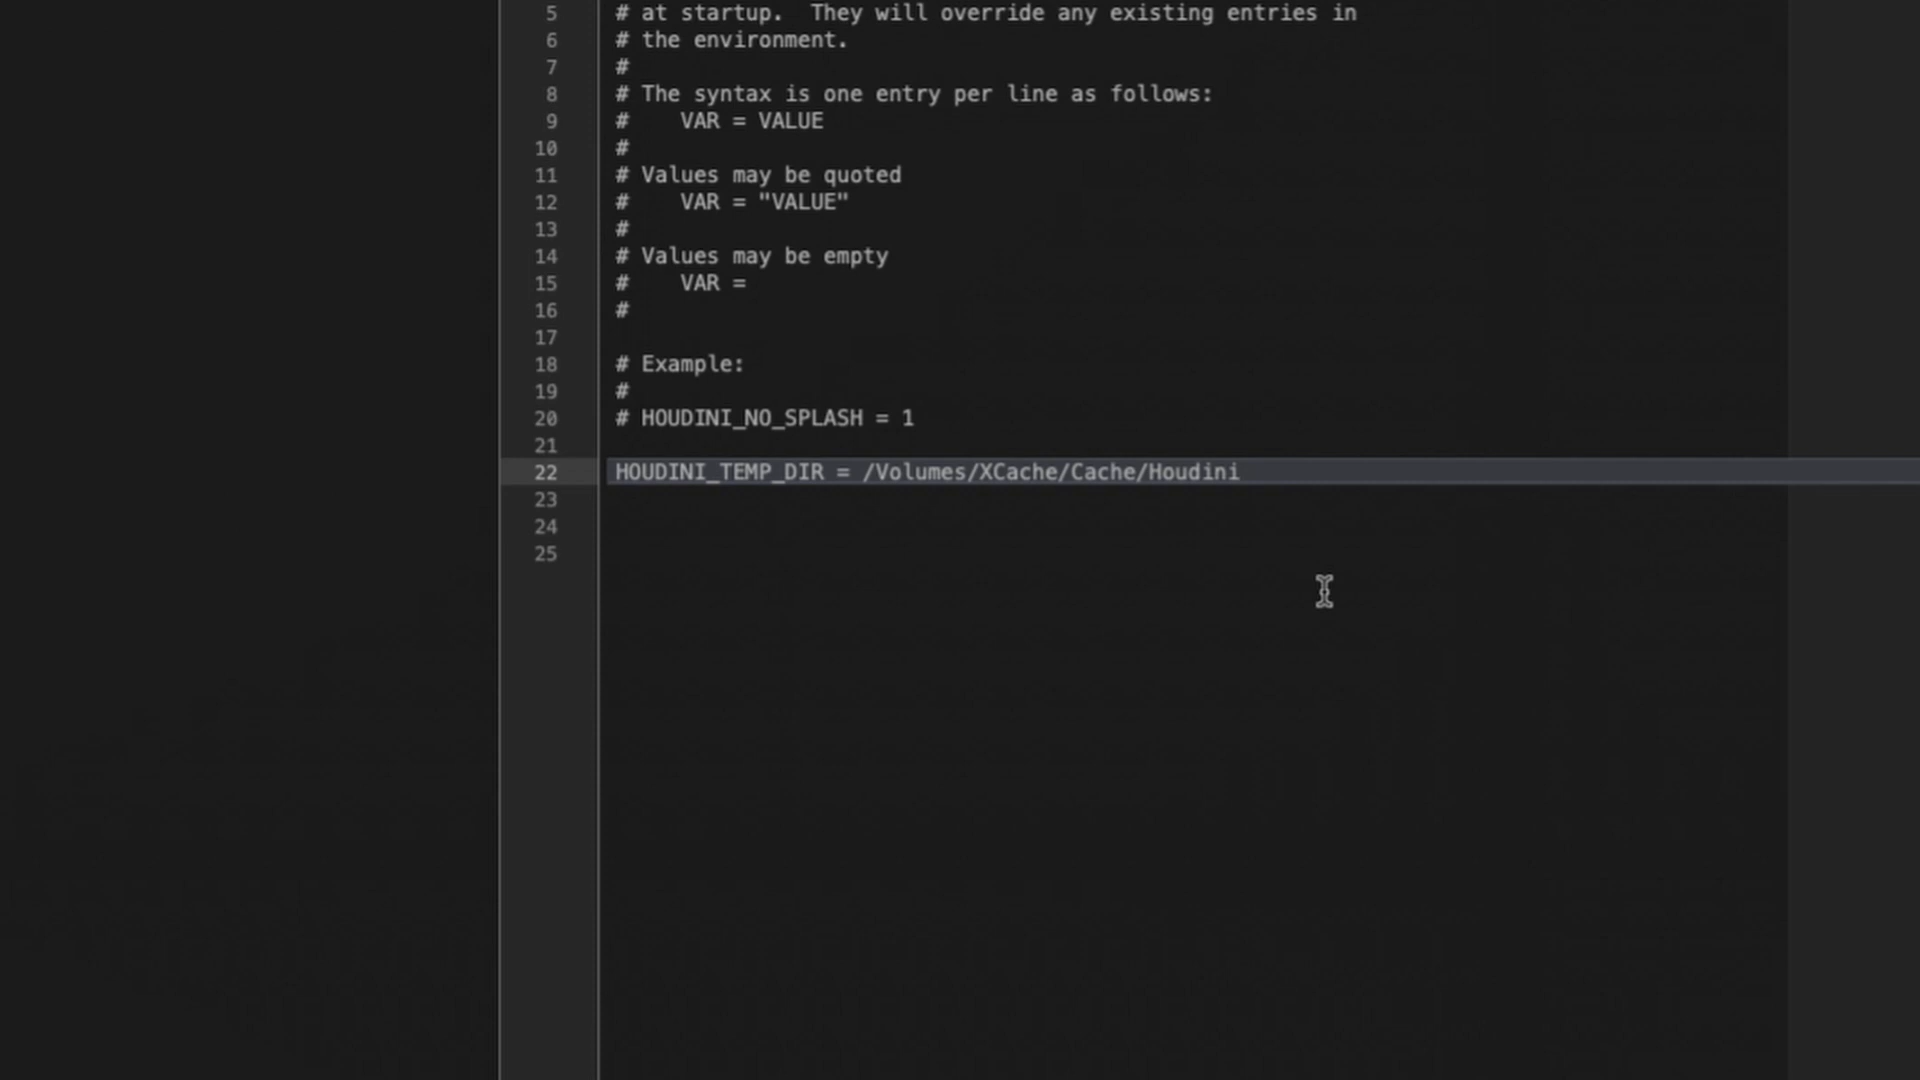 5 # at startup.  They will override any existing entries in
6 # the environment.
7 #
8 # The syntax is one entry per line as follows:
9 #    VAR = VALUE
10 #
11 # Values may be quoted
12 #    VAR = "VALUE"
13 #
14 # Values may be empty
15 #    VAR =
16 #
17
18 # Example:
19 #
20 # HOUDINI_NO_SPLASH = 1
21
22 HOUDINI_TEMP_DIR = /Volumes/XCache/Cache/Houdini
23
24
25